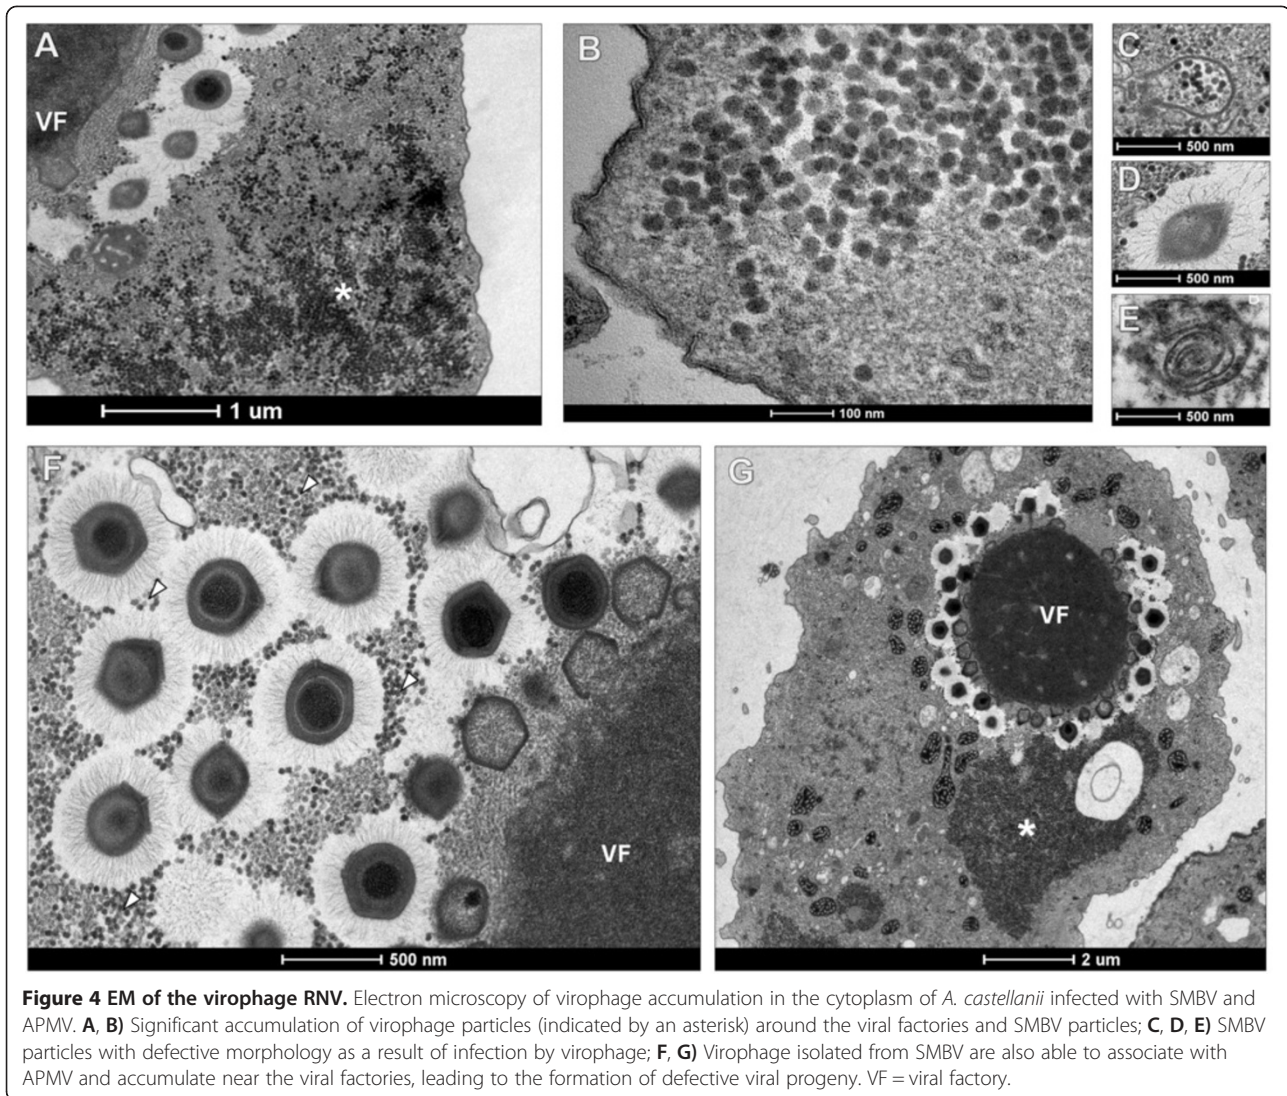 A
VF
*
1 um
B
100 nm
C
500 nm
D
500 nm
E
500 nm
F
VF
500 nm
G
VF
*
2 um
Figure 4 EM of the virophage RNV. Electron microscopy of virophage accumulation in the cytoplasm of A. castellanii infected with SMBV and
APMV. A, B) Significant accumulation of virophage particles (indicated by an asterisk) around the viral factories and SMBV particles; C, D, E) SMBV
particles with defective morphology as a result of infection by virophage; F, G) Virophage isolated from SMBV are also able to associate with
APMV and accumulate near the viral factories, leading to the formation of defective viral progeny. VF = viral factory.